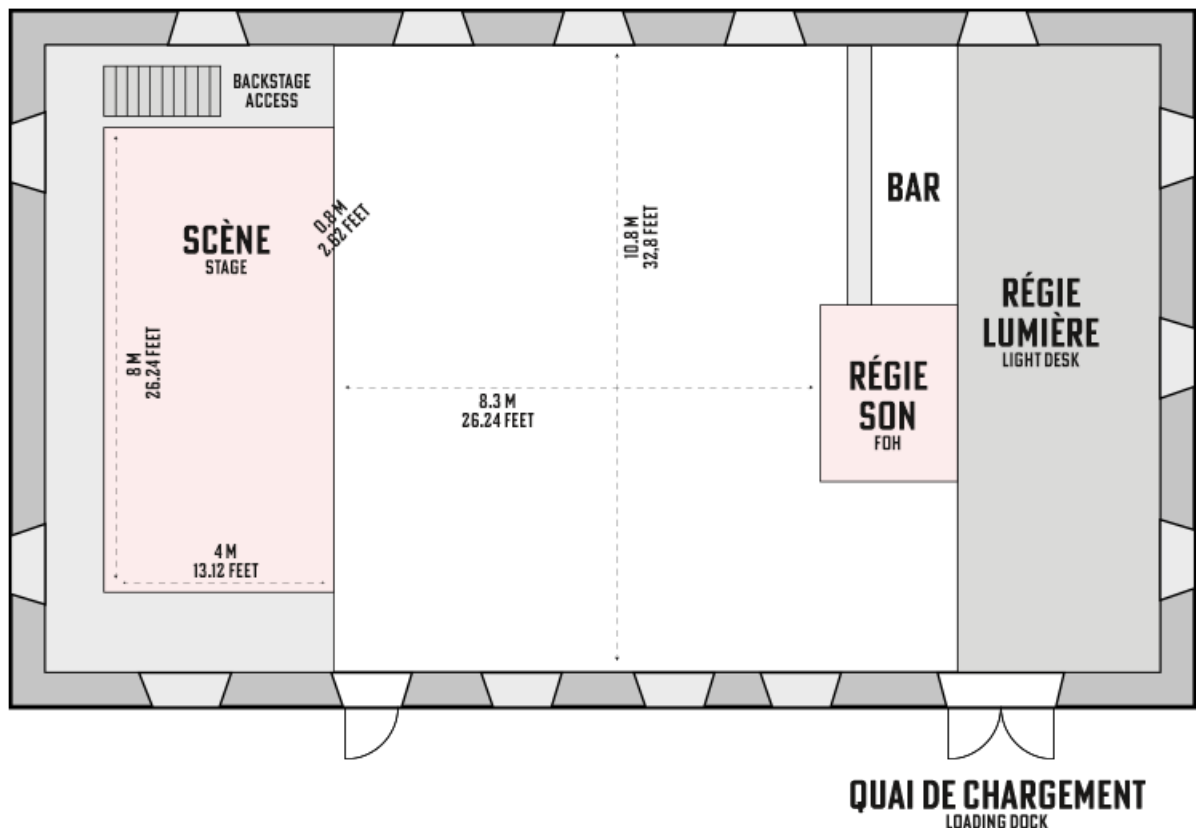 BACKSTAGE
ACCESS
SCÈNE
STAGE
0.8 M
2.62 FEET
10.8 M
32,8 FEET
BAR
8 M
26.24 FEET
8.3 M
26.24 FEET
RÉGIE
SON
FOH
RÉGIE
LUMIÈRE
LIGHT DESK
4 M
13.12 FEET
QUAI DE CHARGEMENT
LOADING DOCK